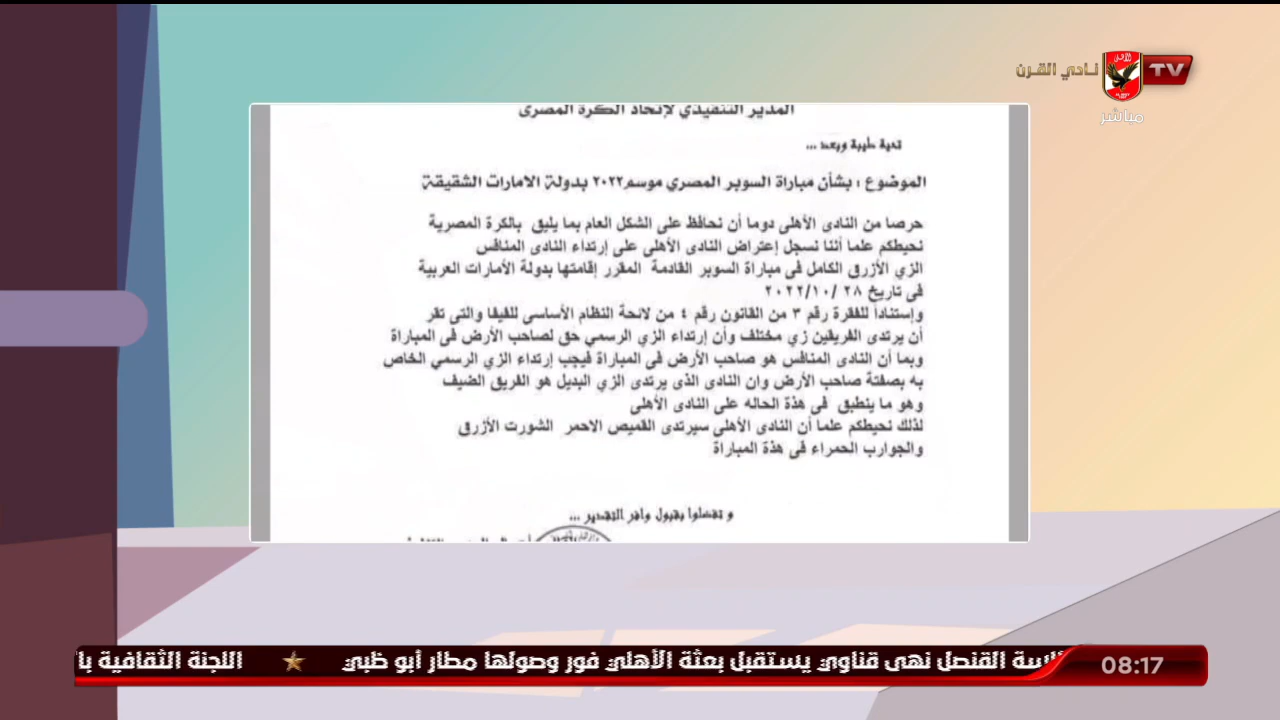 نادي القرن
TV
مباشر
المدير التنفيذي لإتحاد الكرة المصرى
تحية طيبة وبعد ...
الموضوع : بشأن مباراة السوبر المصري موسم٢٠٢٢ بدولة الامارات الشقيقة
حرصا من النادى الأهلى دوما أن نحافظ على الشكل العام بما يليق بالكرة المصرية
نحيطكم علما أننا نسجل إعتراض النادى الأهلى على إرتداء النادى المنافس
الزي الأزرق الكامل فى مباراة السوبر القادمة المقرر إقامتها بدولة الأمارات العربية
فى تاريخ ٢٨ /٢٠٢٢/١٠
وإستناداً للفقرة رقم ٣ من القانون رقم ٤ من لائحة النظام الأساسى للفيفا والتى تقر
أن يرتدى الفريقين زي مختلف وأن إرتداء الزي الرسمي حق لصاحب الأرض فى المباراة
وبما أن النادى المنافس هو صاحب الأرض فى المباراة فيجب إرتداء الزي الرسمي الخاص
به بصفتة صاحب الأرض وان النادى الذى يرتدى الزي البديل هو الفريق الضيف
وهو ما ينطبق فى هذة الحاله على النادى الأهلى
لذلك نحيطكم علما أن النادى الأهلى سيرتدى القميص الاحمر الشورت الأزرق
والجوارب الحمراء فى هذة المباراة
و تفضلوا بقبول وافر التقدير ...
08:17
القنصل نهى قناوي يستقبل بعثة الأهلي فور وصولها مطار أبو ظبي
اللجنة الثقافية